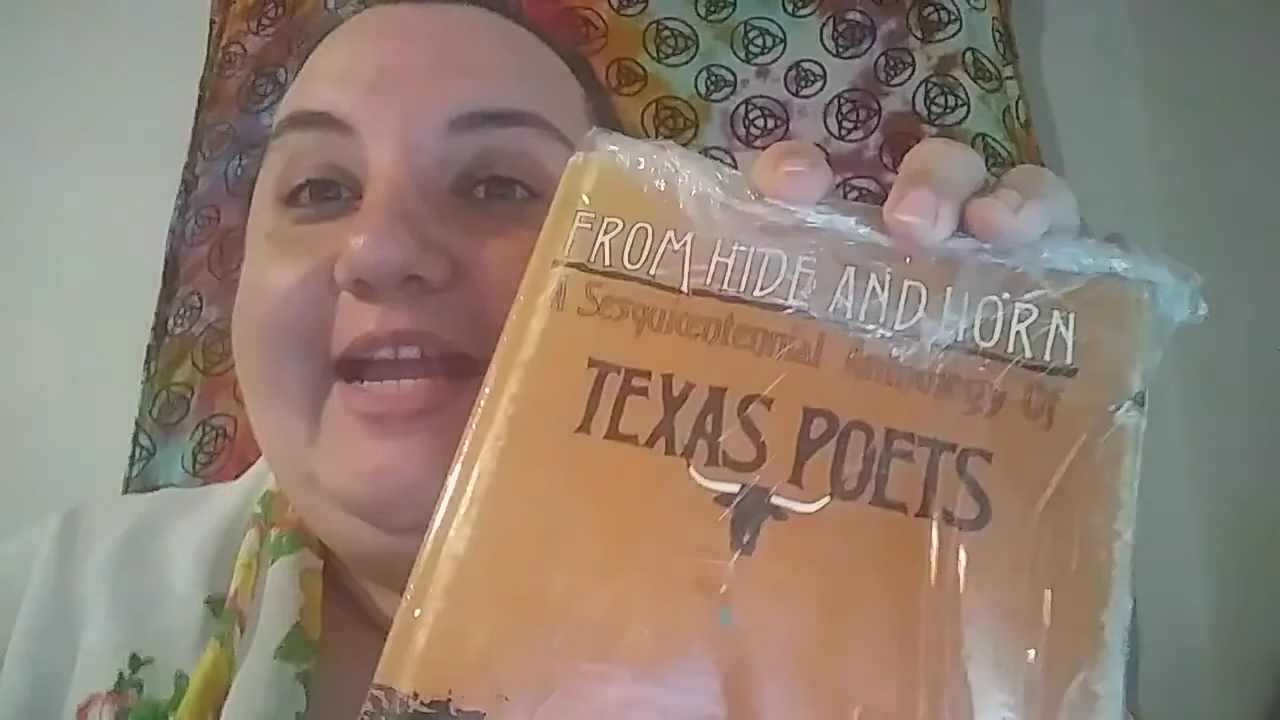 FROM HIDE AND HORN
A Sesquicentennial Anthology Of
TEXAS POETS